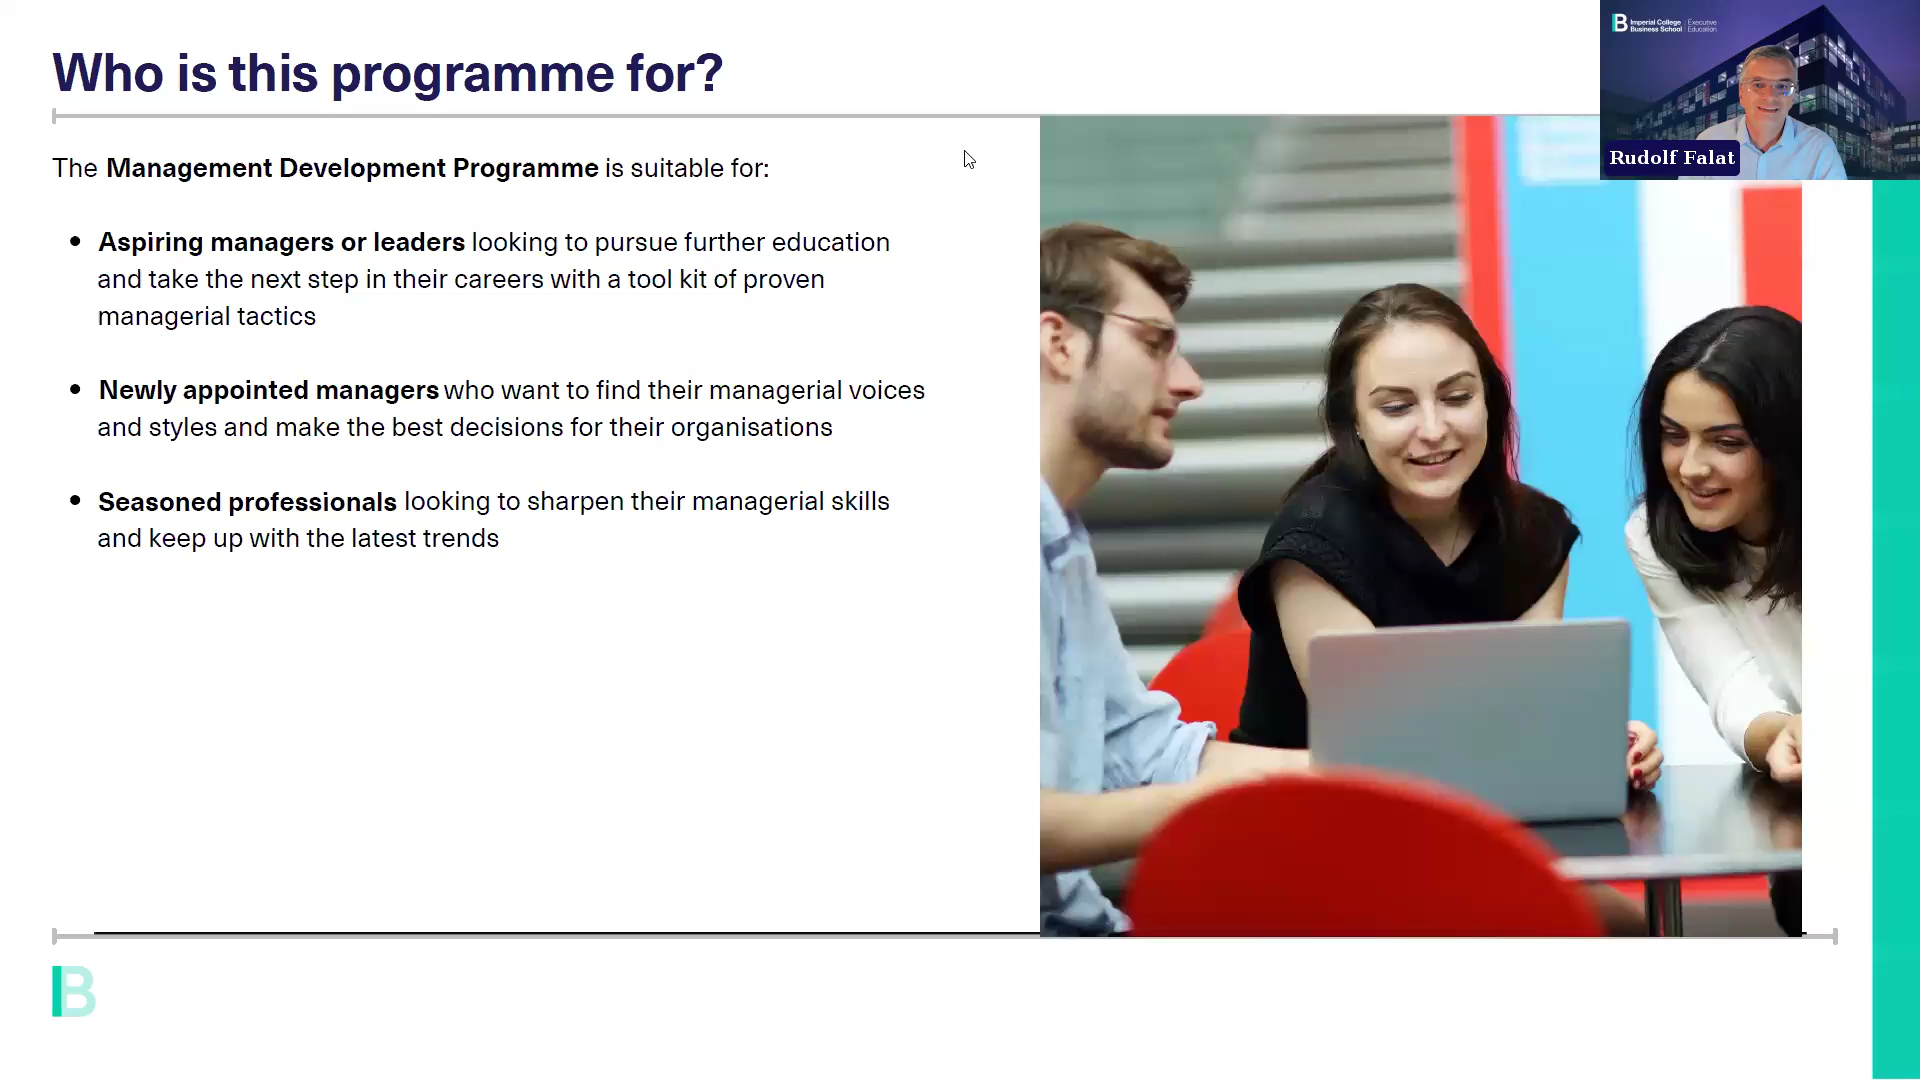 Who is this programme for?
The Management Development Programme is suitable for:
• Aspiring managers or leaders looking to pursue further education
and take the next step in their careers with a tool kit of proven
managerial tactics
• Newly appointed managers who want to find their managerial voices
and styles and make the best decisions for their organisations
• Seasoned professionals looking to sharpen their managerial skills
and keep up with the latest trends
B
B
Imperial College
Business School
Executive
Education
Rudolf Falat